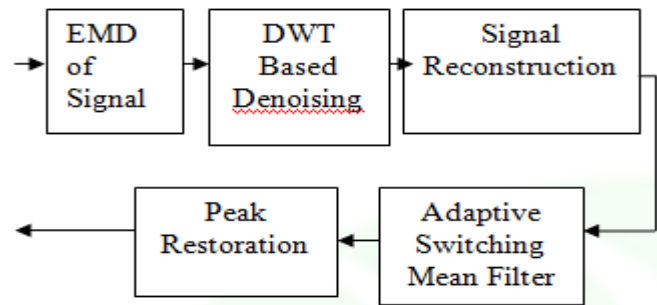 EMD
of
Signal
DWT
Based
Denoising
Signal
Reconstruction
Adaptive
Switching
Mean Filter
Peak
Restoration